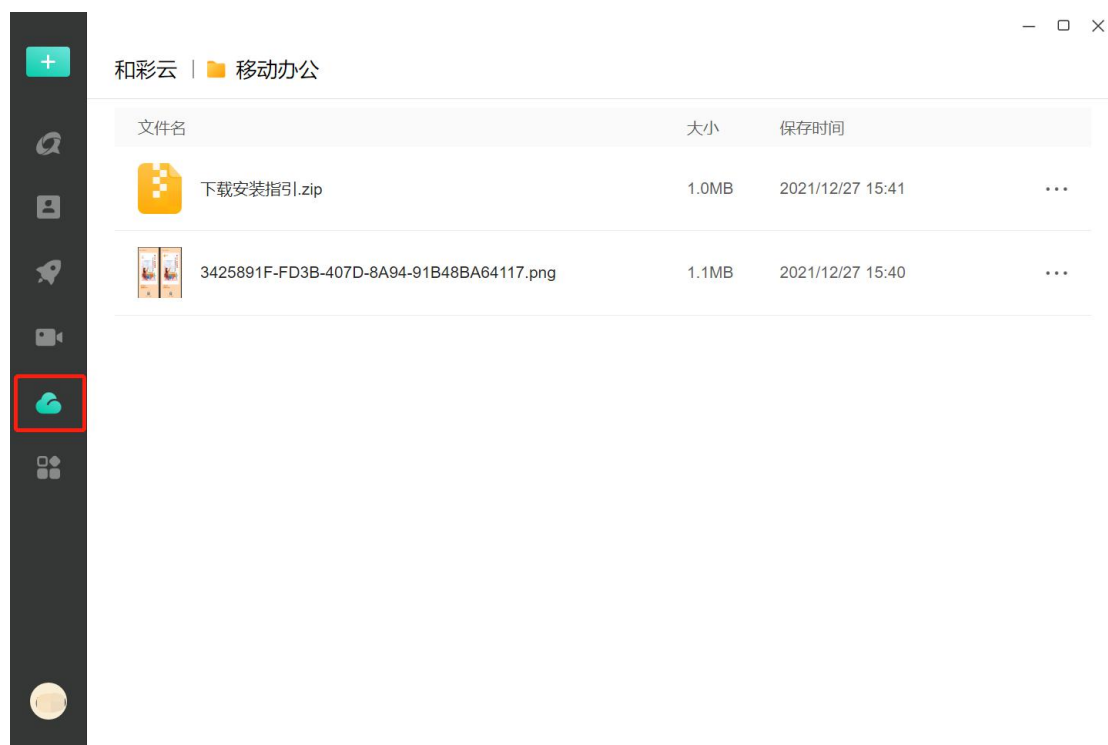 和彩云 | 移动办公
文件名 大小 保存时间
下载安装指引.zip 1.0MB 2021/12/27 15:41 ···
3425891F-FD3B-407D-8A94-91B48BA64117.png 1.1MB 2021/12/27 15:40 ···